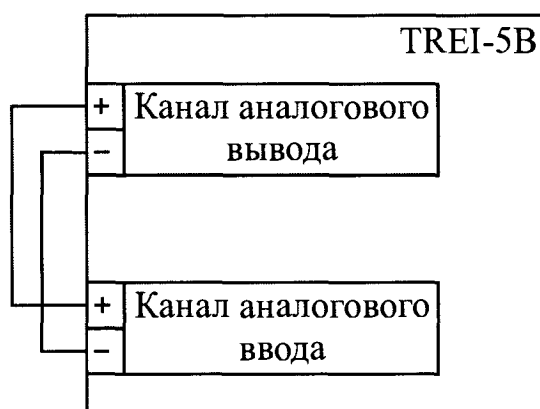 TREI-5B
+ Канал аналогового
− вывода
+ Канал аналогового
− ввода